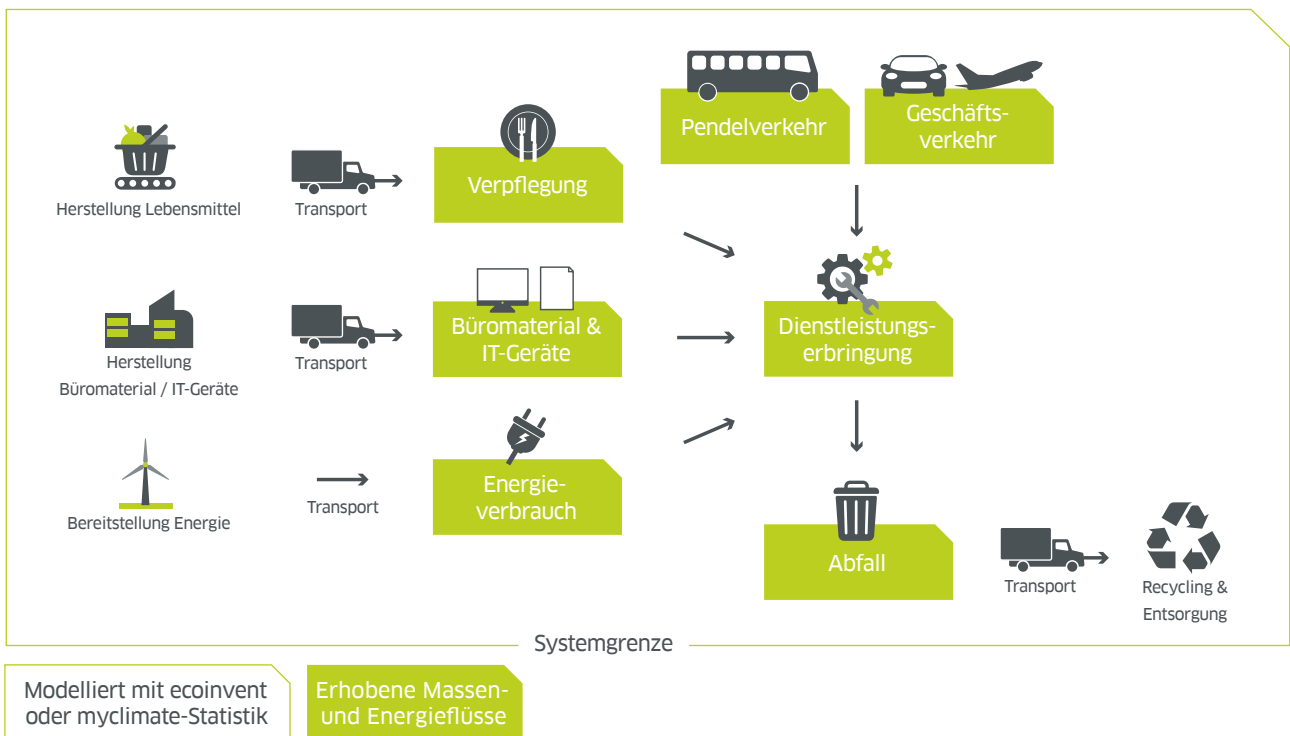 Pendelverkehr
Geschäfts-
verkehr
Herstellung Lebensmittel
Transport
Verpflegung
Herstellung
Büromaterial / IT-Geräte
Transport
Büromaterial &
IT-Geräte
Dienstleistungs-
erbringung
Bereitstellung Energie
Transport
Energie-
verbrauch
Abfall
Transport
Recycling &
Entsorgung
Systemgrenze
Modelliert mit ecoinvent
oder myclimate-Statistik
Erhobene Massen-
und Energieflüsse